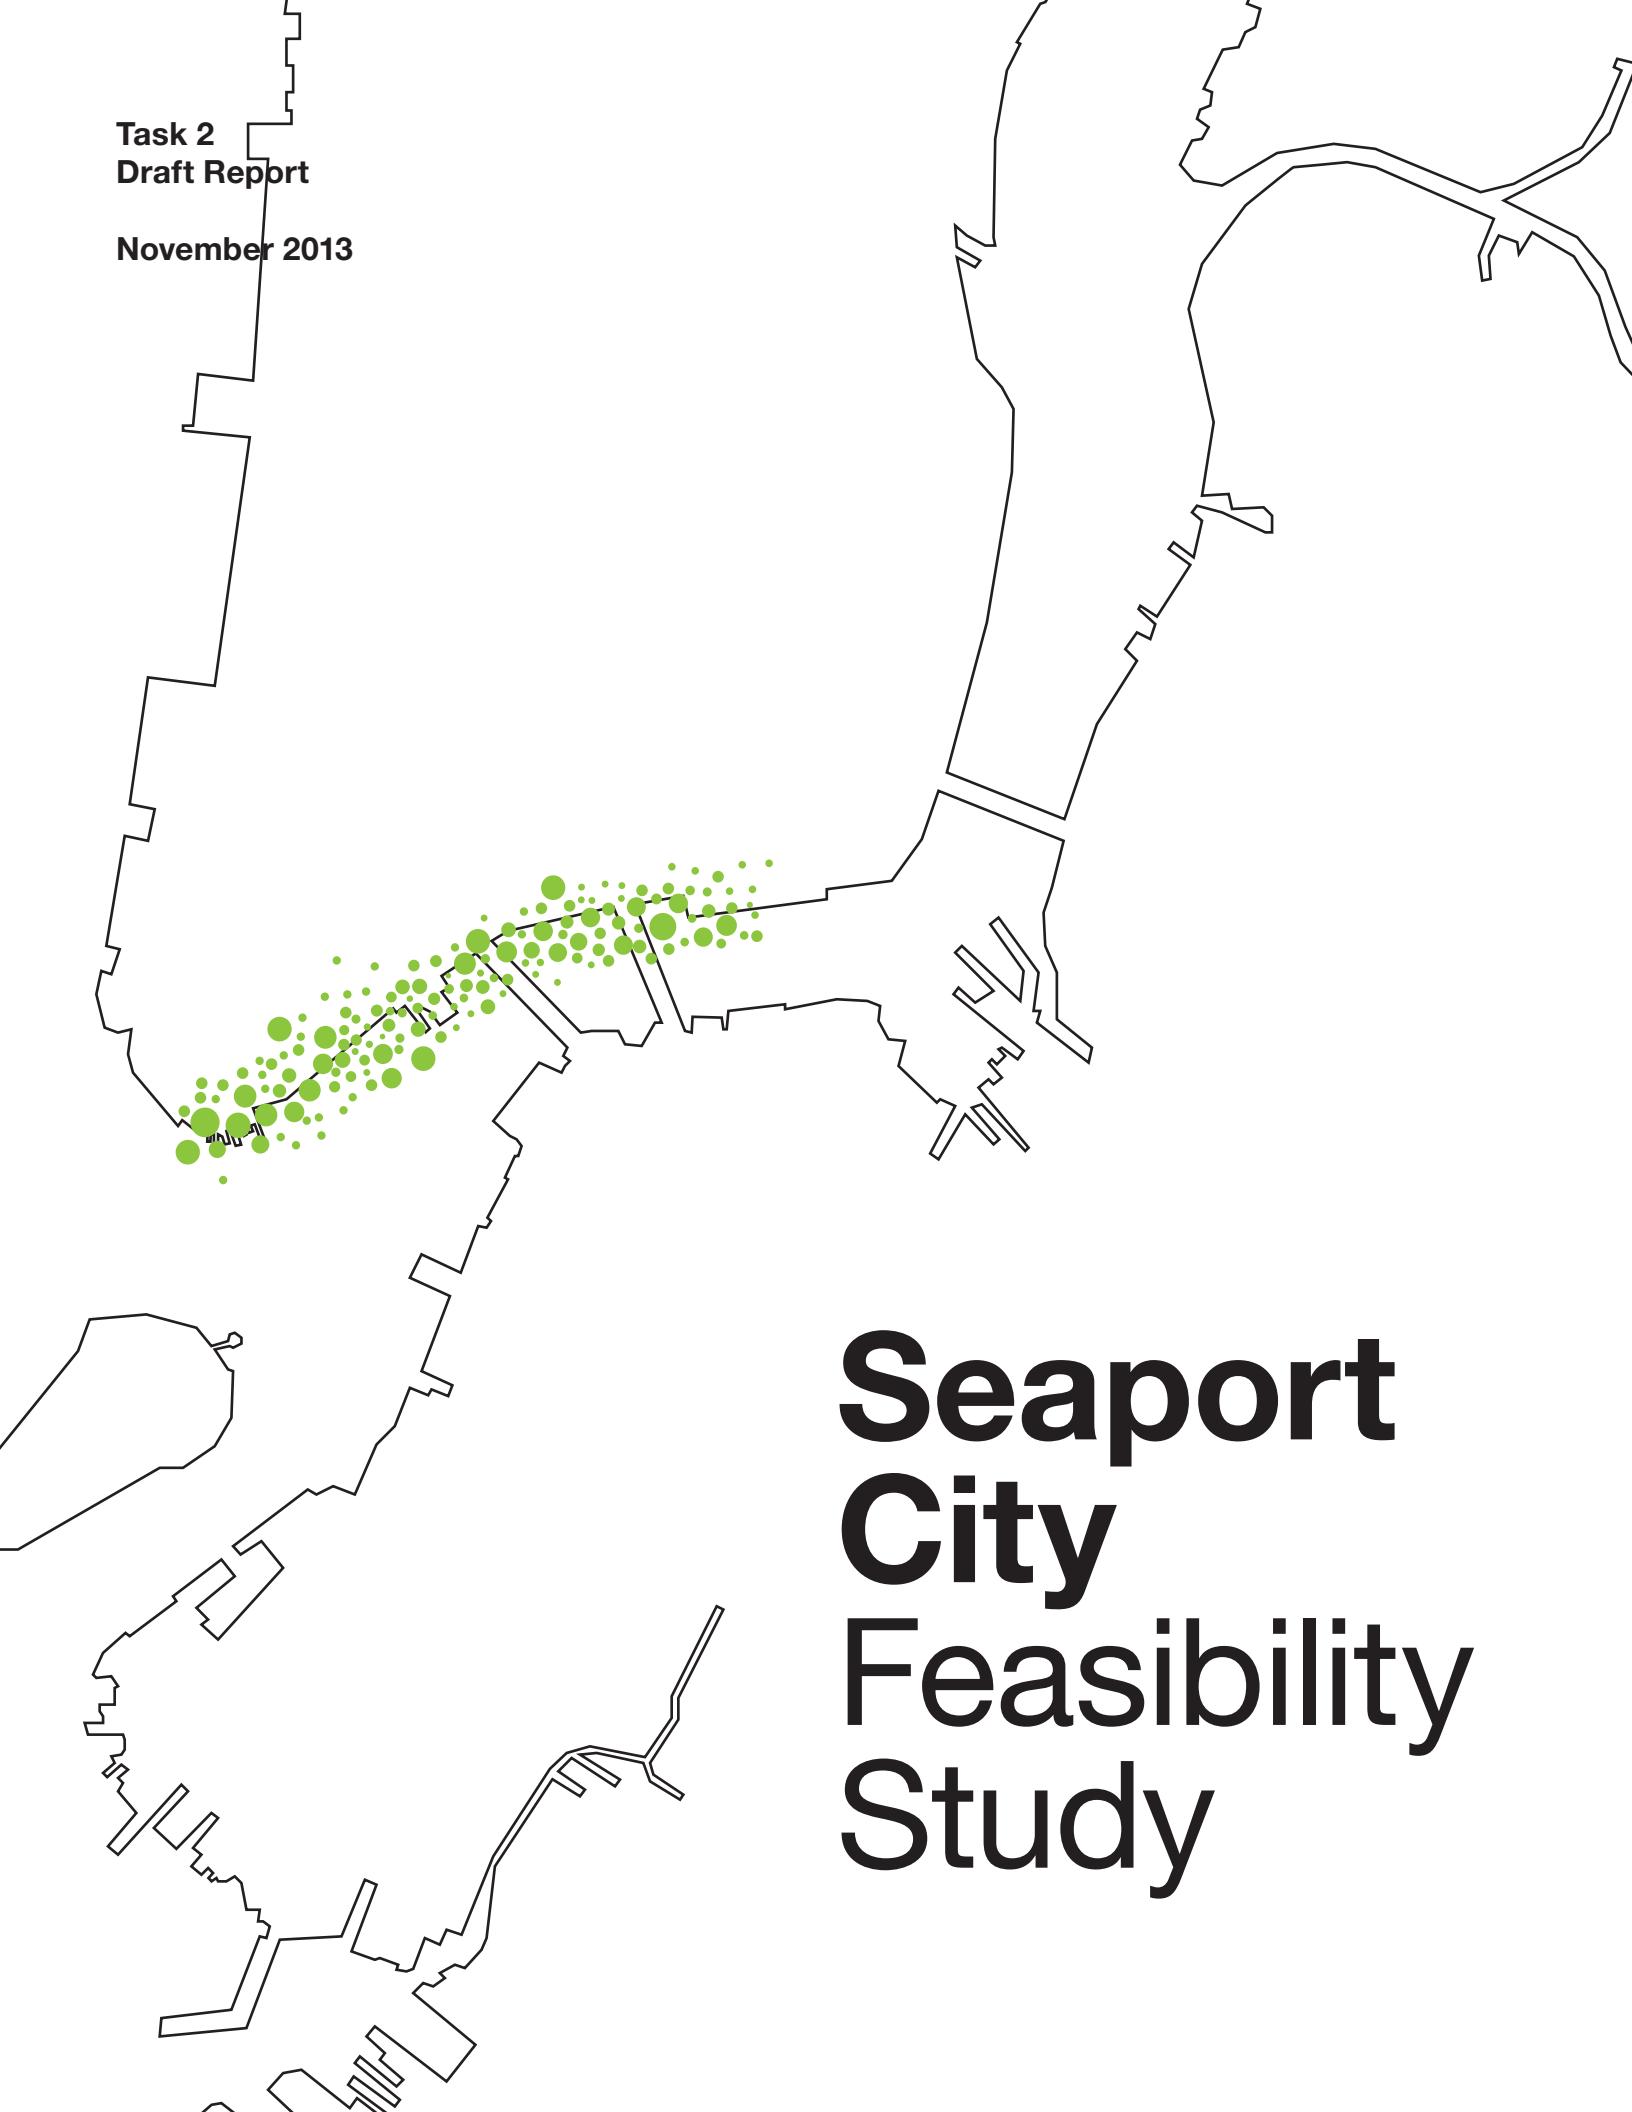 Task 2
Draft Report
November 2013
Seaport
City
Feasibility
Study